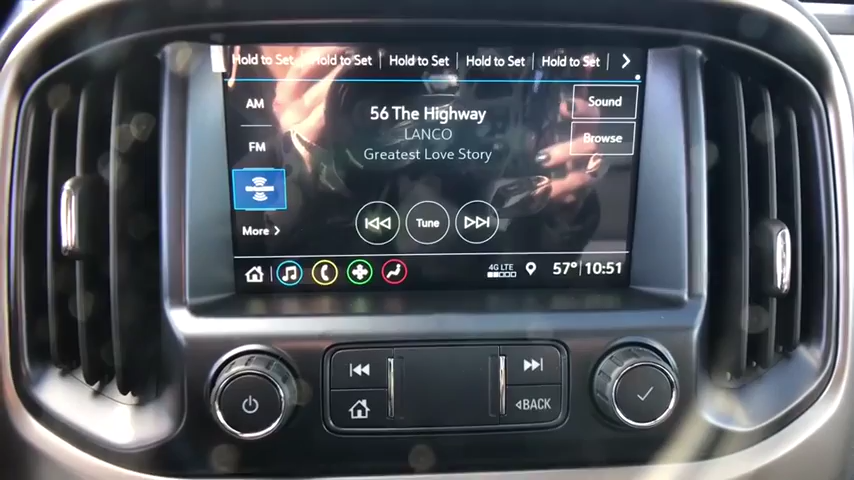 Hold to Set Hold to Set Hold to Set Hold to Set Hold to Set
AM
56 The Highway
Sound
LANCO
FM
Greatest Love Story
Browse
More
Tune
4G LTE
57° 10:51
BACK